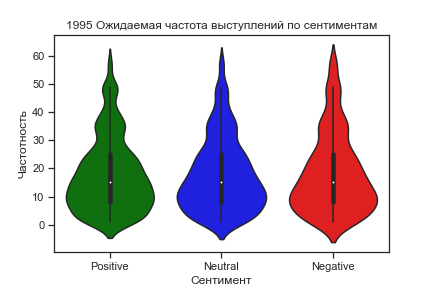 1995 Ожидаемая частота выступлений по сентиментам
Частотность
60
50
40
30
20
10
0
Positive Neutral Negative
Сентимент